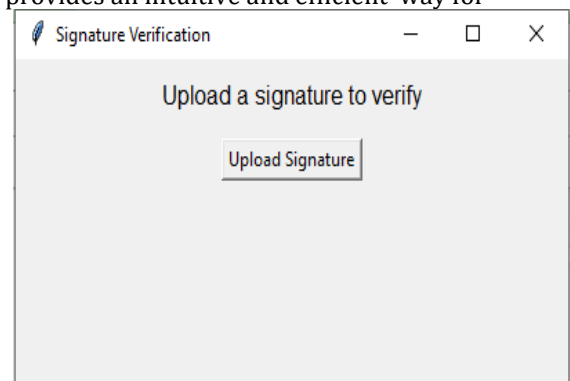 provides an intuitive and efficient way for
Signature Verification
Upload a signature to verify
Upload Signature